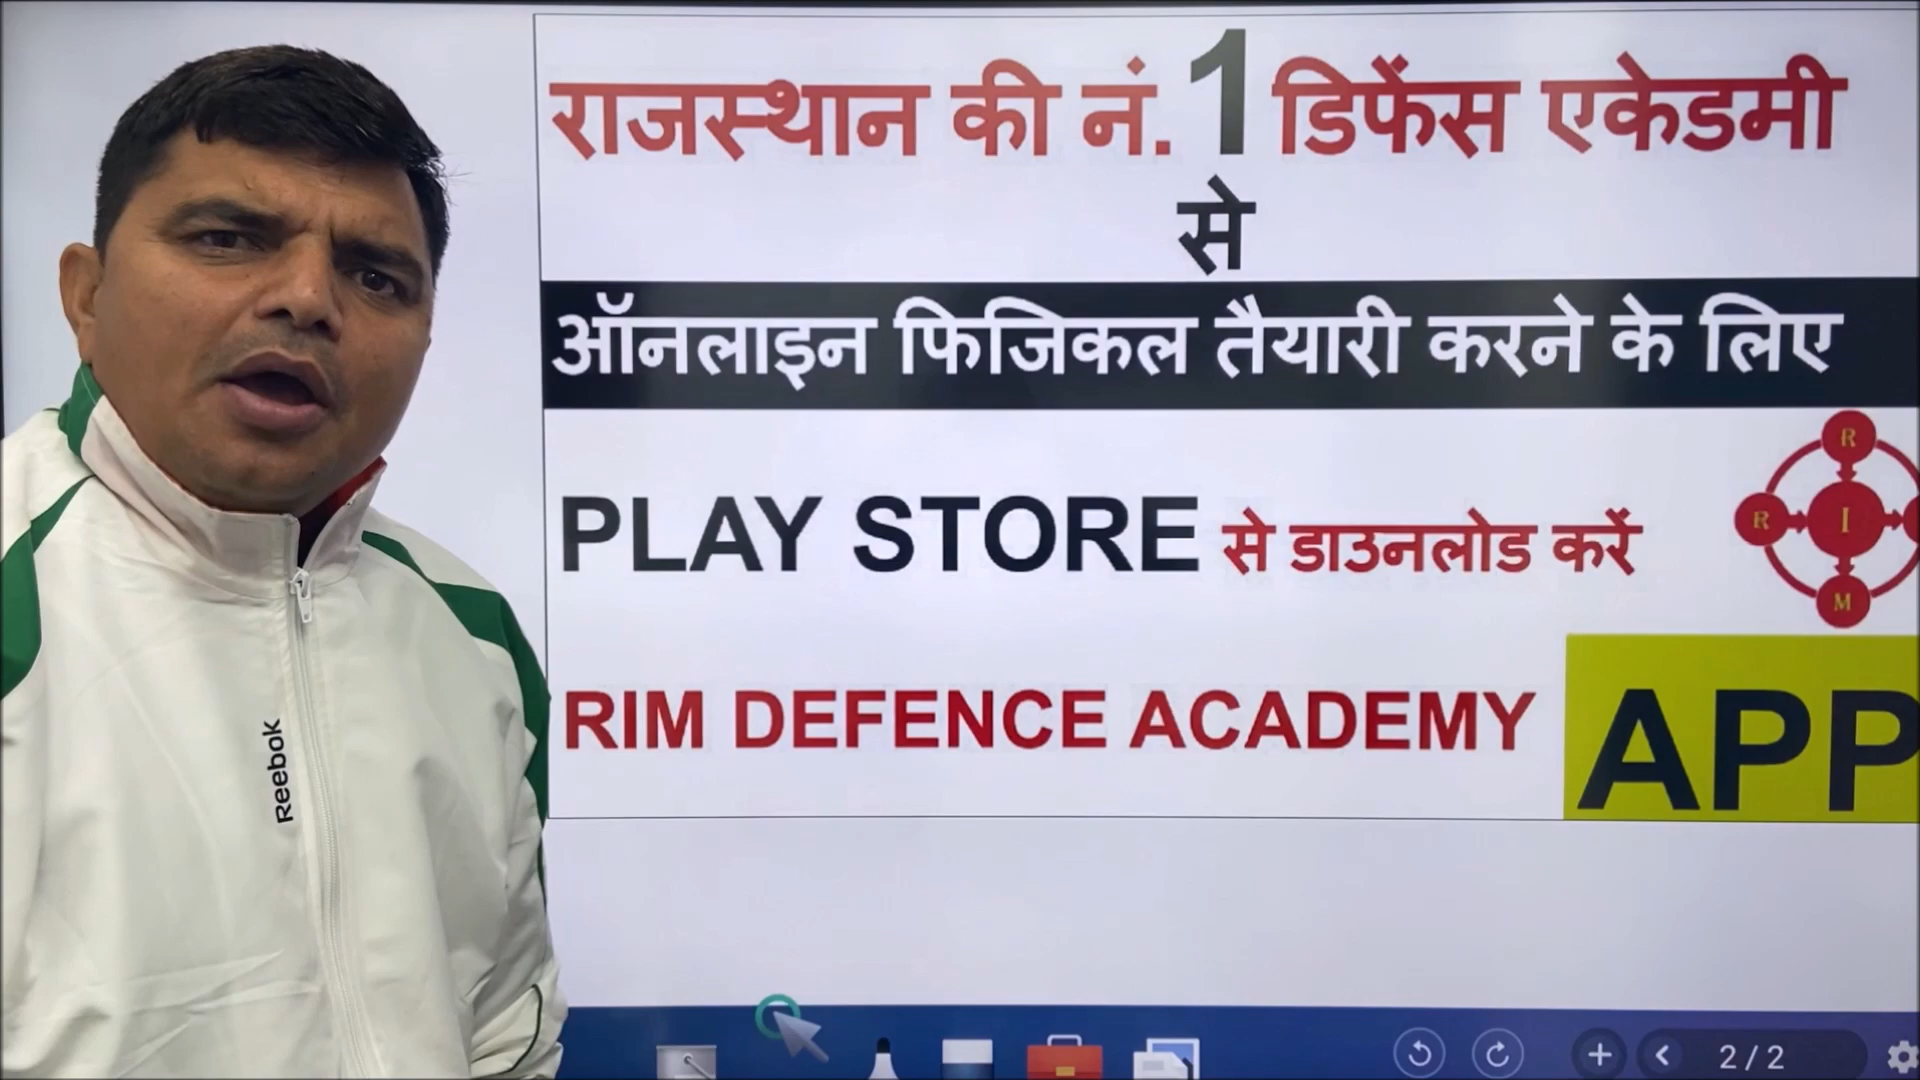 राजस्थान की नं. 1 डिफेंस एकेडमी
से
ऑनलाइन फिजिकल तैयारी करने के लिए
PLAY STORE से डाउनलोड करें
R
R I
M
RIM DEFENCE ACADEMY APP
Reebok
2 / 2